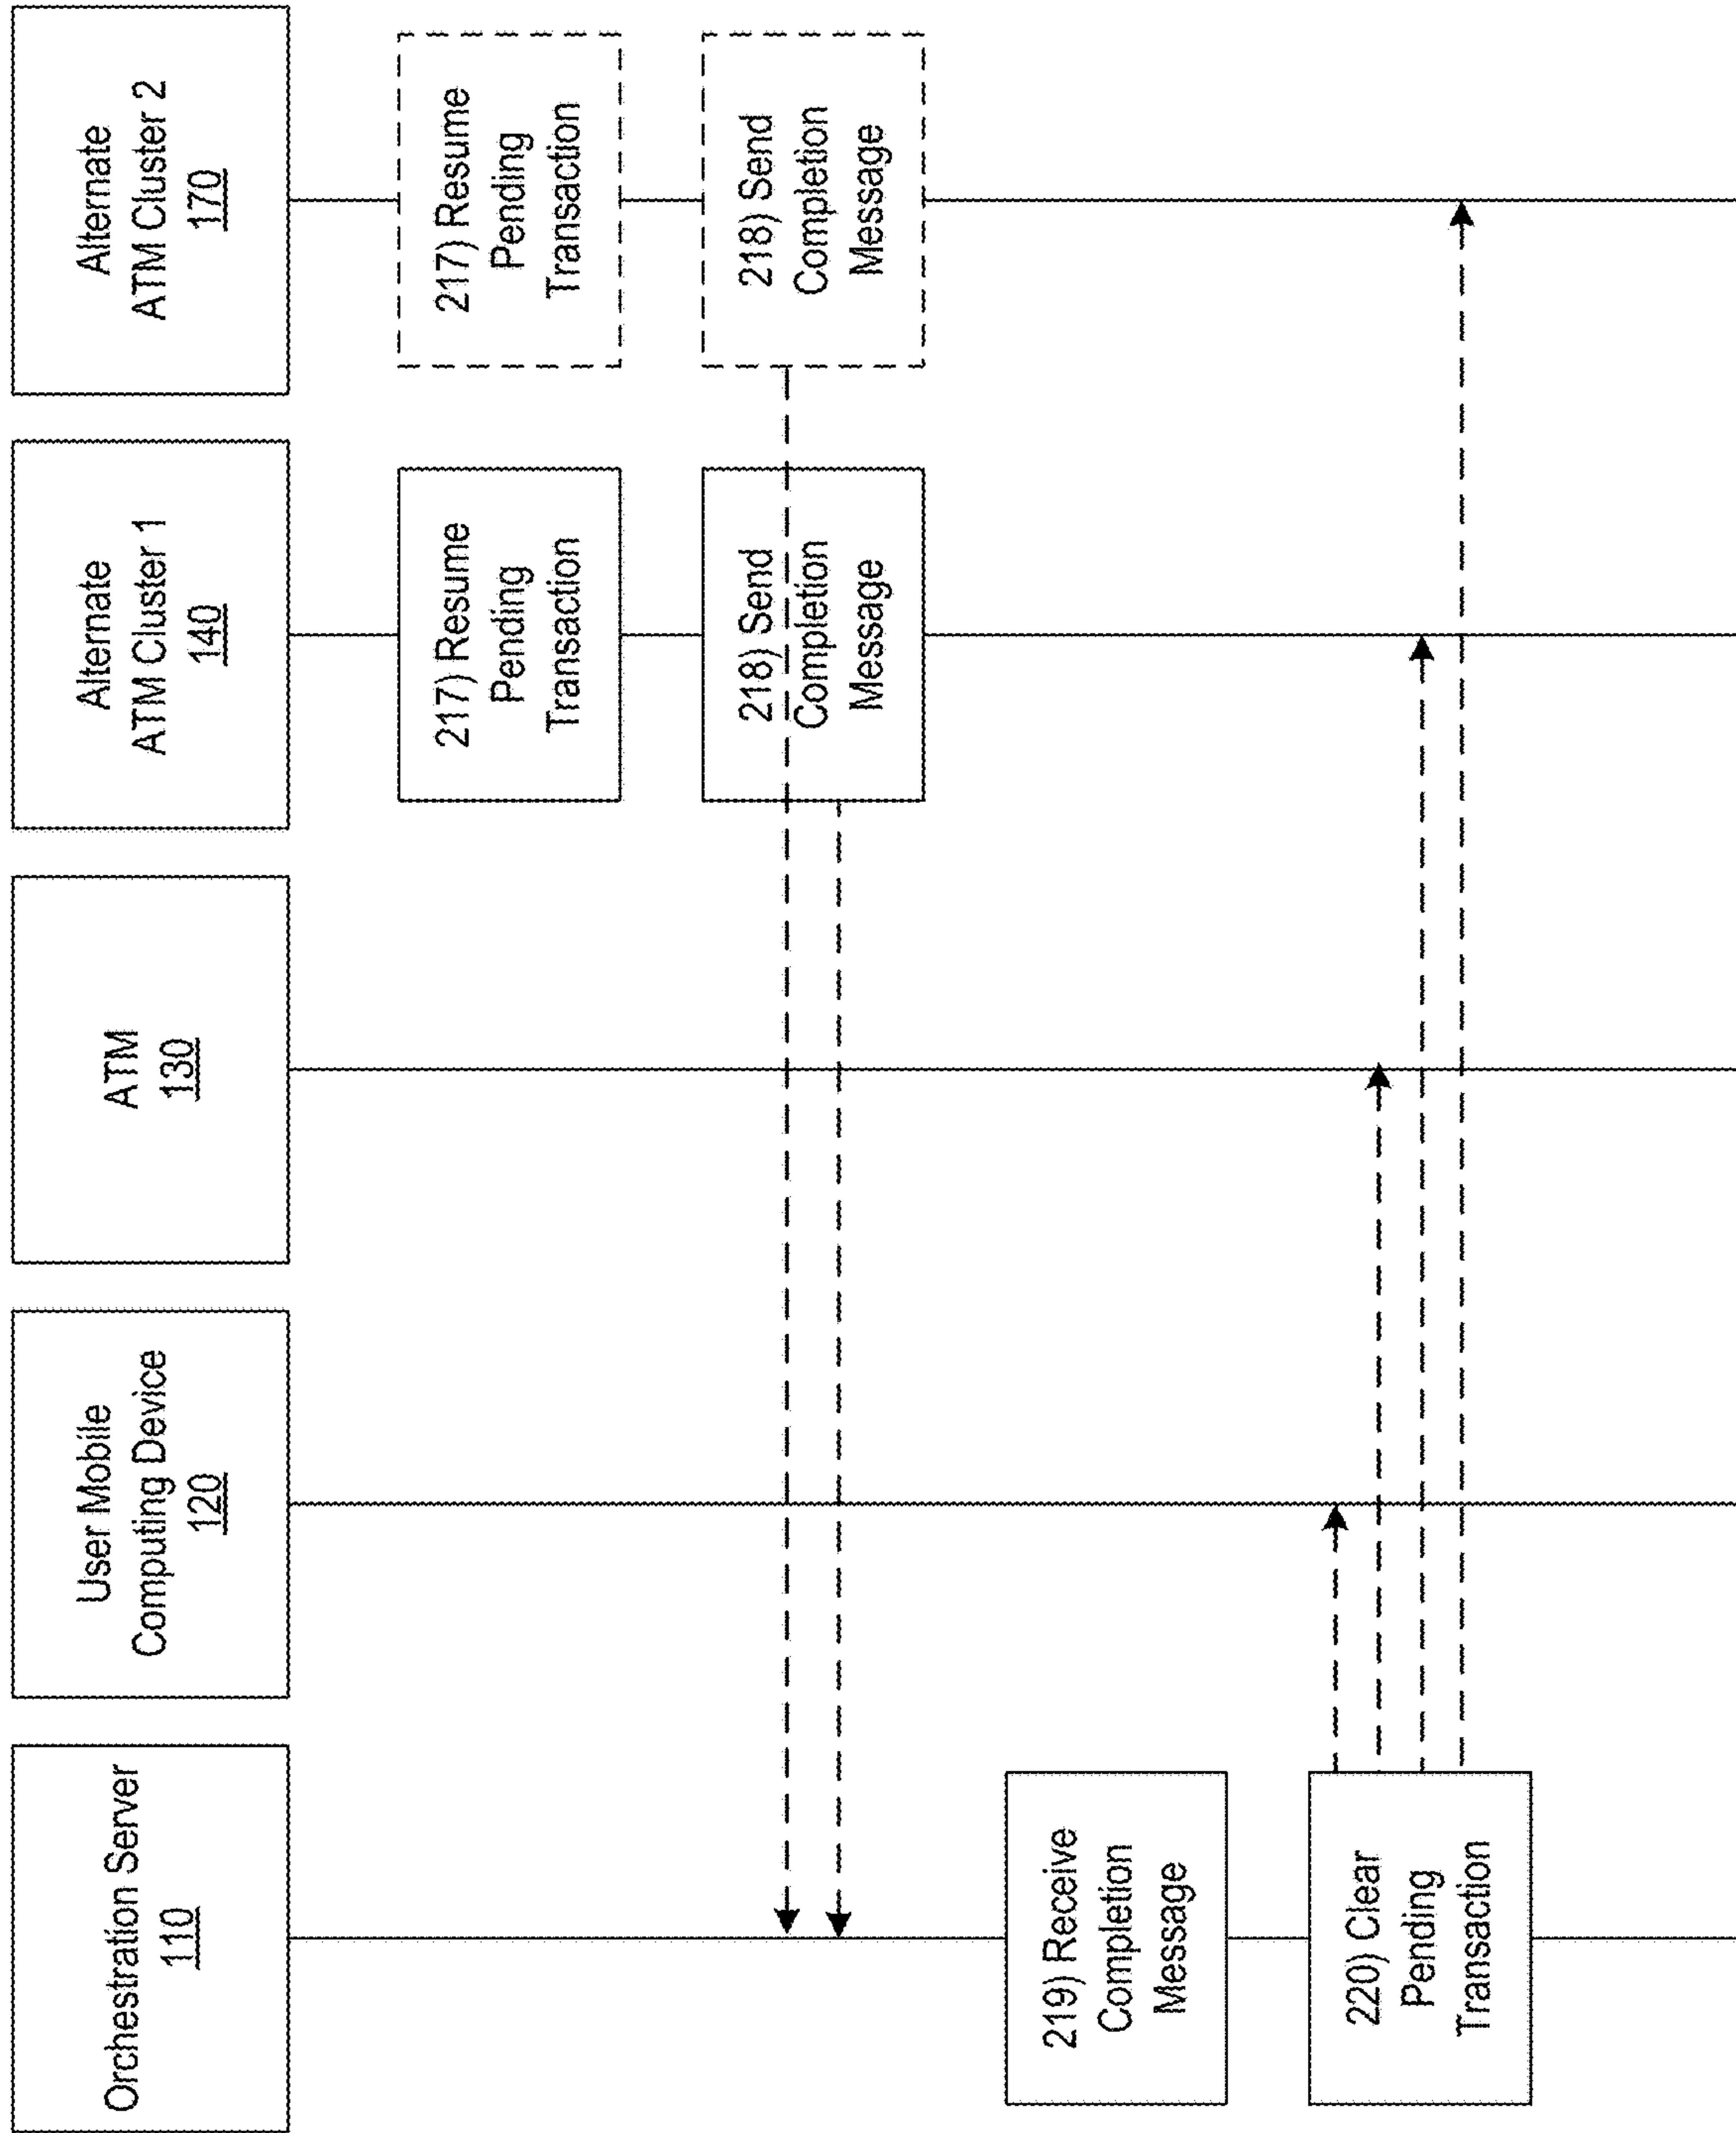 Orchestration Server
110
User Mobile
Computing Device
120
ATM
130
Alternate
ATM Cluster 1
140
Alternate
ATM Cluster 2
170
217) Resume
Pending
Transaction
217) Resume
Pending
Transaction
218) Send
Completion
Message
218) Send
Completion
Message
219) Receive
Completion
Message
220) Clear
Pending
Transaction